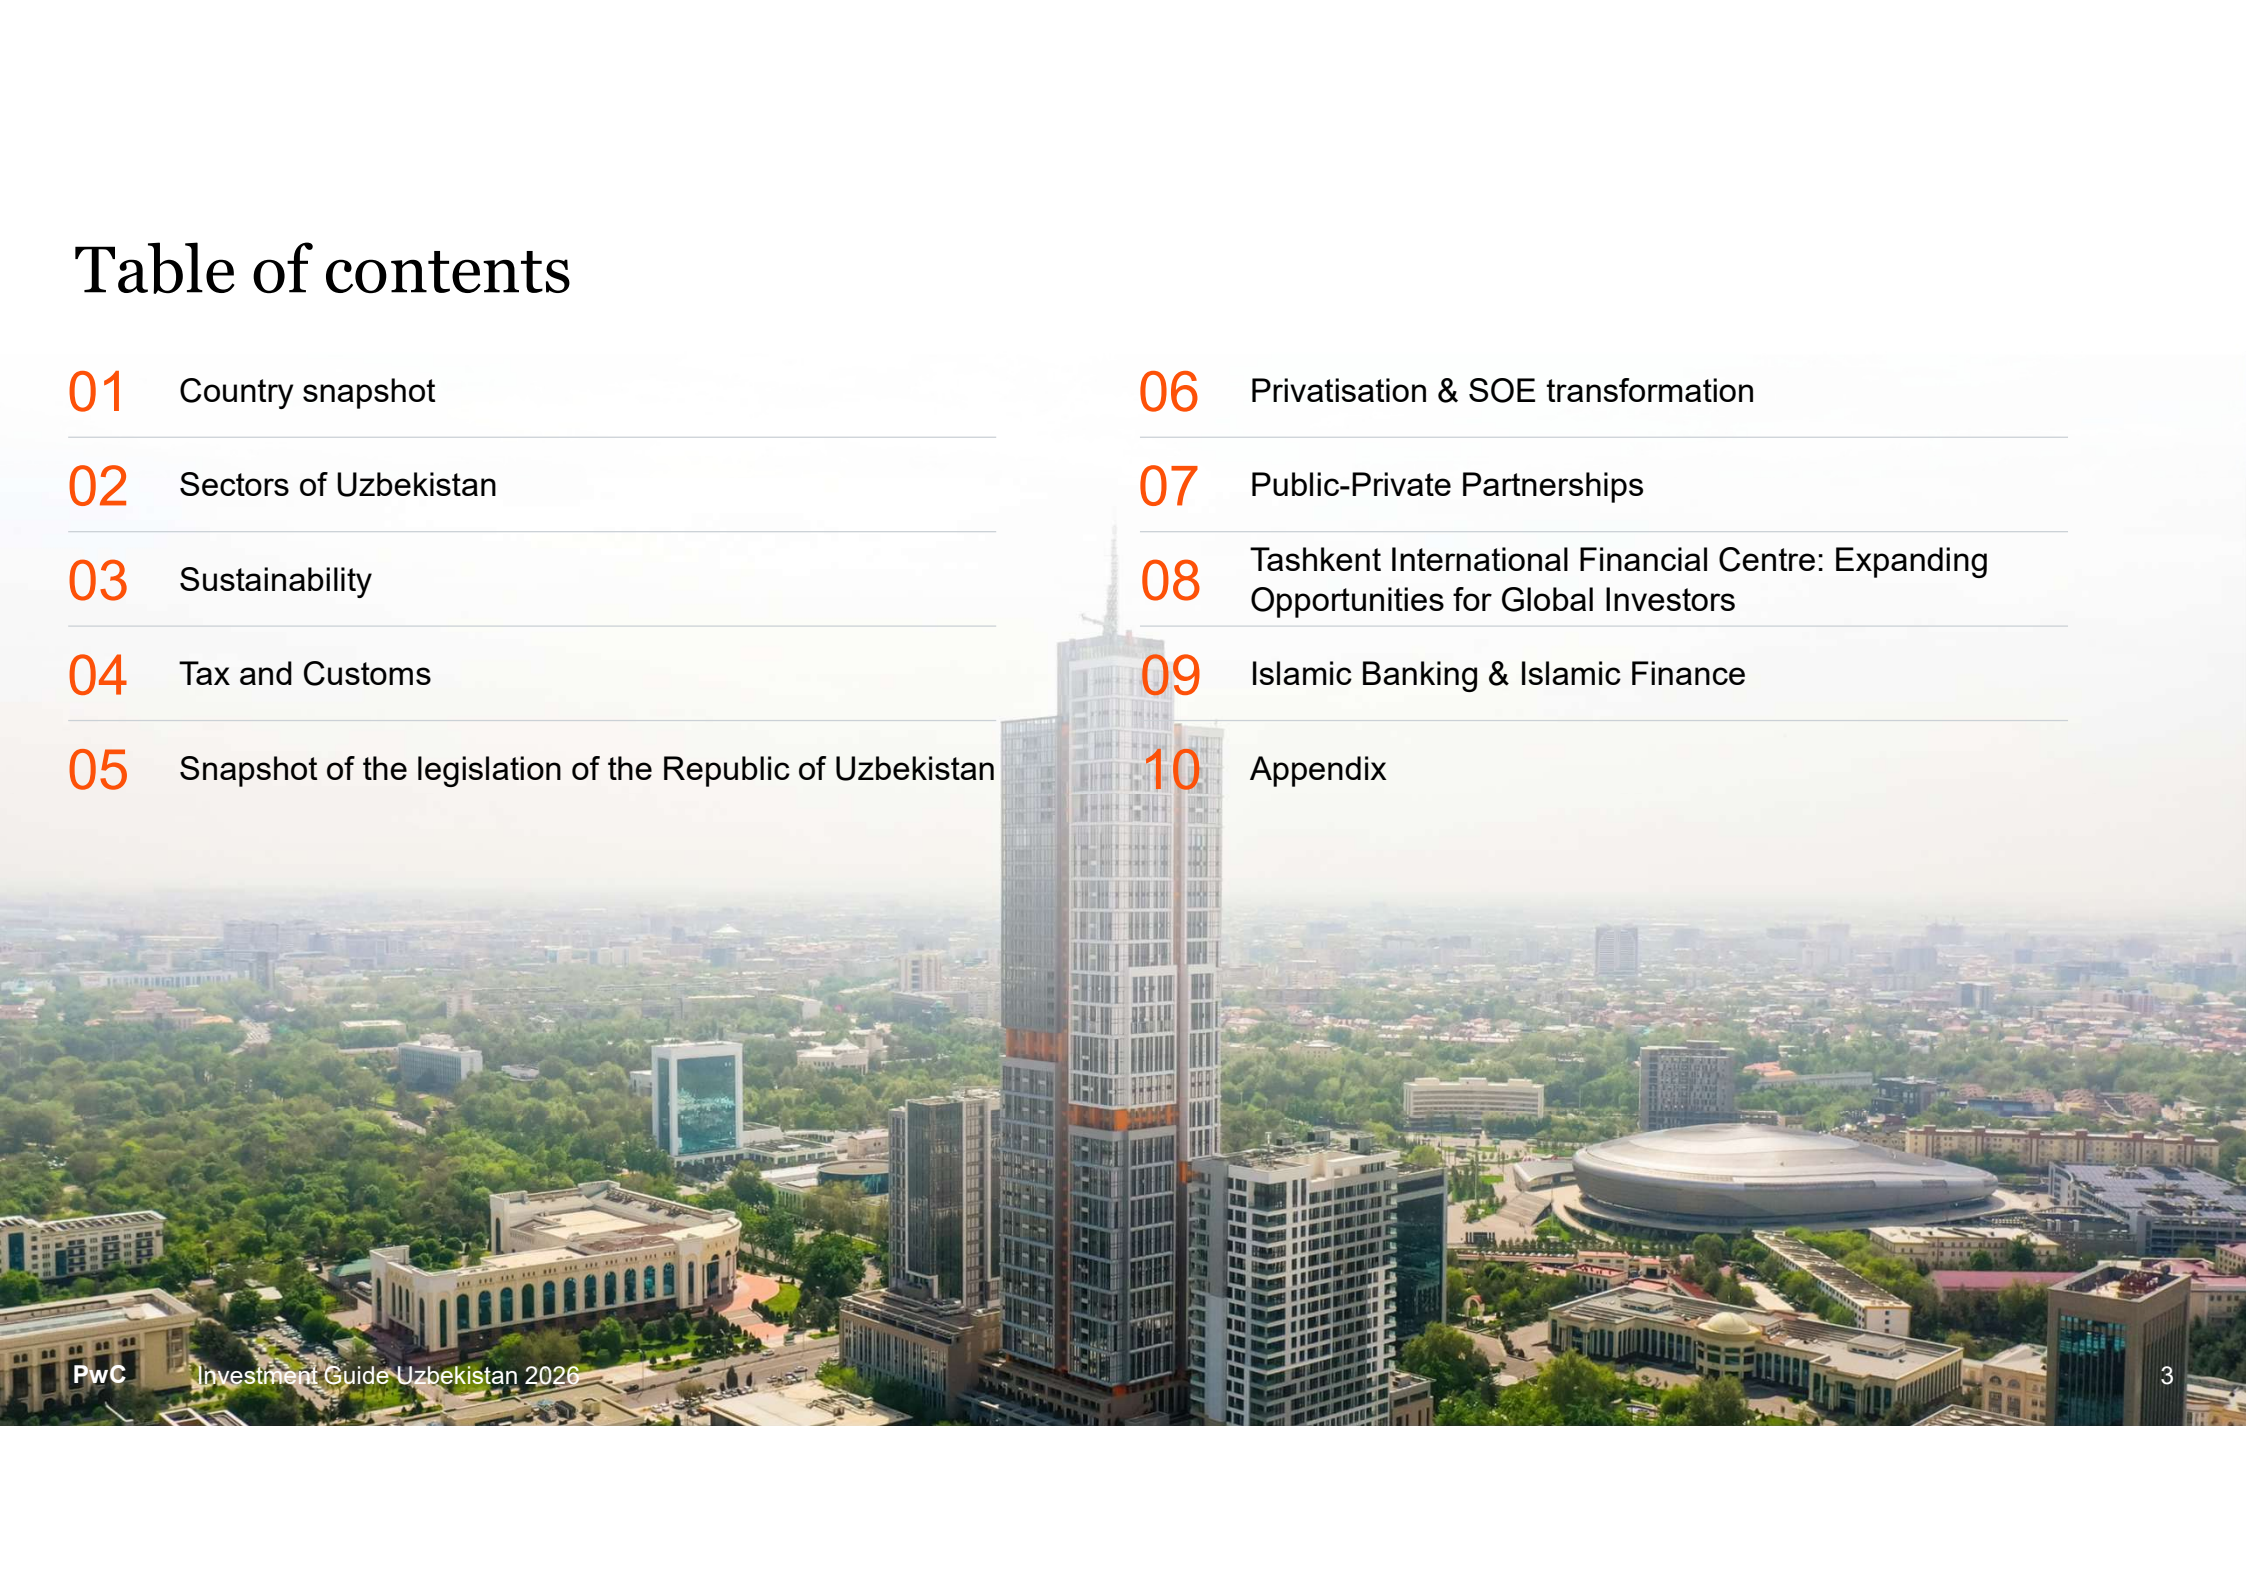 Table of contents
01 Country snapshot
02 Sectors of Uzbekistan
03 Sustainability
04 Tax and Customs
05 Snapshot of the legislation of the Republic of Uzbekistan
06 Privatisation & SOE transformation
07 Public-Private Partnerships
08 Tashkent International Financial Centre: Expanding
Opportunities for Global Investors
09 Islamic Banking & Islamic Finance
10 Appendix
PwC Investment Guide Uzbekistan 2026 3